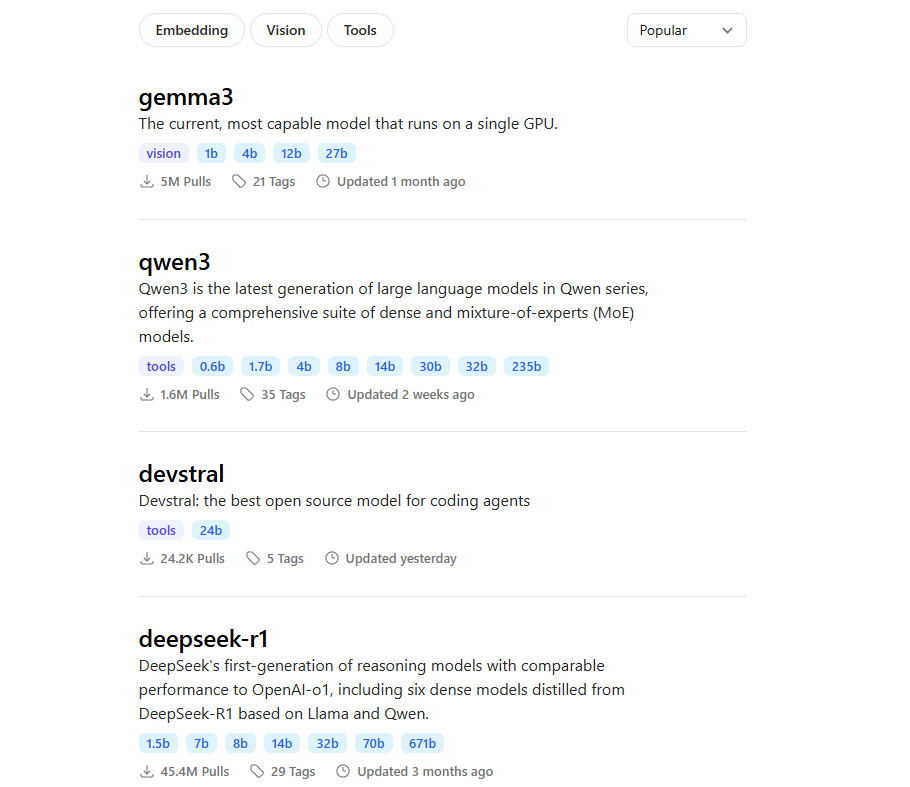 Embedding Vision Tools Popular
gemma3
The current, most capable model that runs on a single GPU.
vision 1b 4b 12b 27b
5M Pulls 21 Tags Updated 1 month ago
qwen3
Qwen3 is the latest generation of large language models in Qwen series,
offering a comprehensive suite of dense and mixture-of-experts (MoE)
models.
tools 0.6b 1.7b 4b 8b 14b 30b 32b 235b
1.6M Pulls 35 Tags Updated 2 weeks ago
devstral
Devstral: the best open source model for coding agents
tools 24b
24.2K Pulls 5 Tags Updated yesterday
deepseek-r1
DeepSeek's first-generation of reasoning models with comparable
performance to OpenAI-o1, including six dense models distilled from
DeepSeek-R1 based on Llama and Qwen.
1.5b 7b 8b 14b 32b 70b 671b
45.4M Pulls 29 Tags Updated 3 months ago